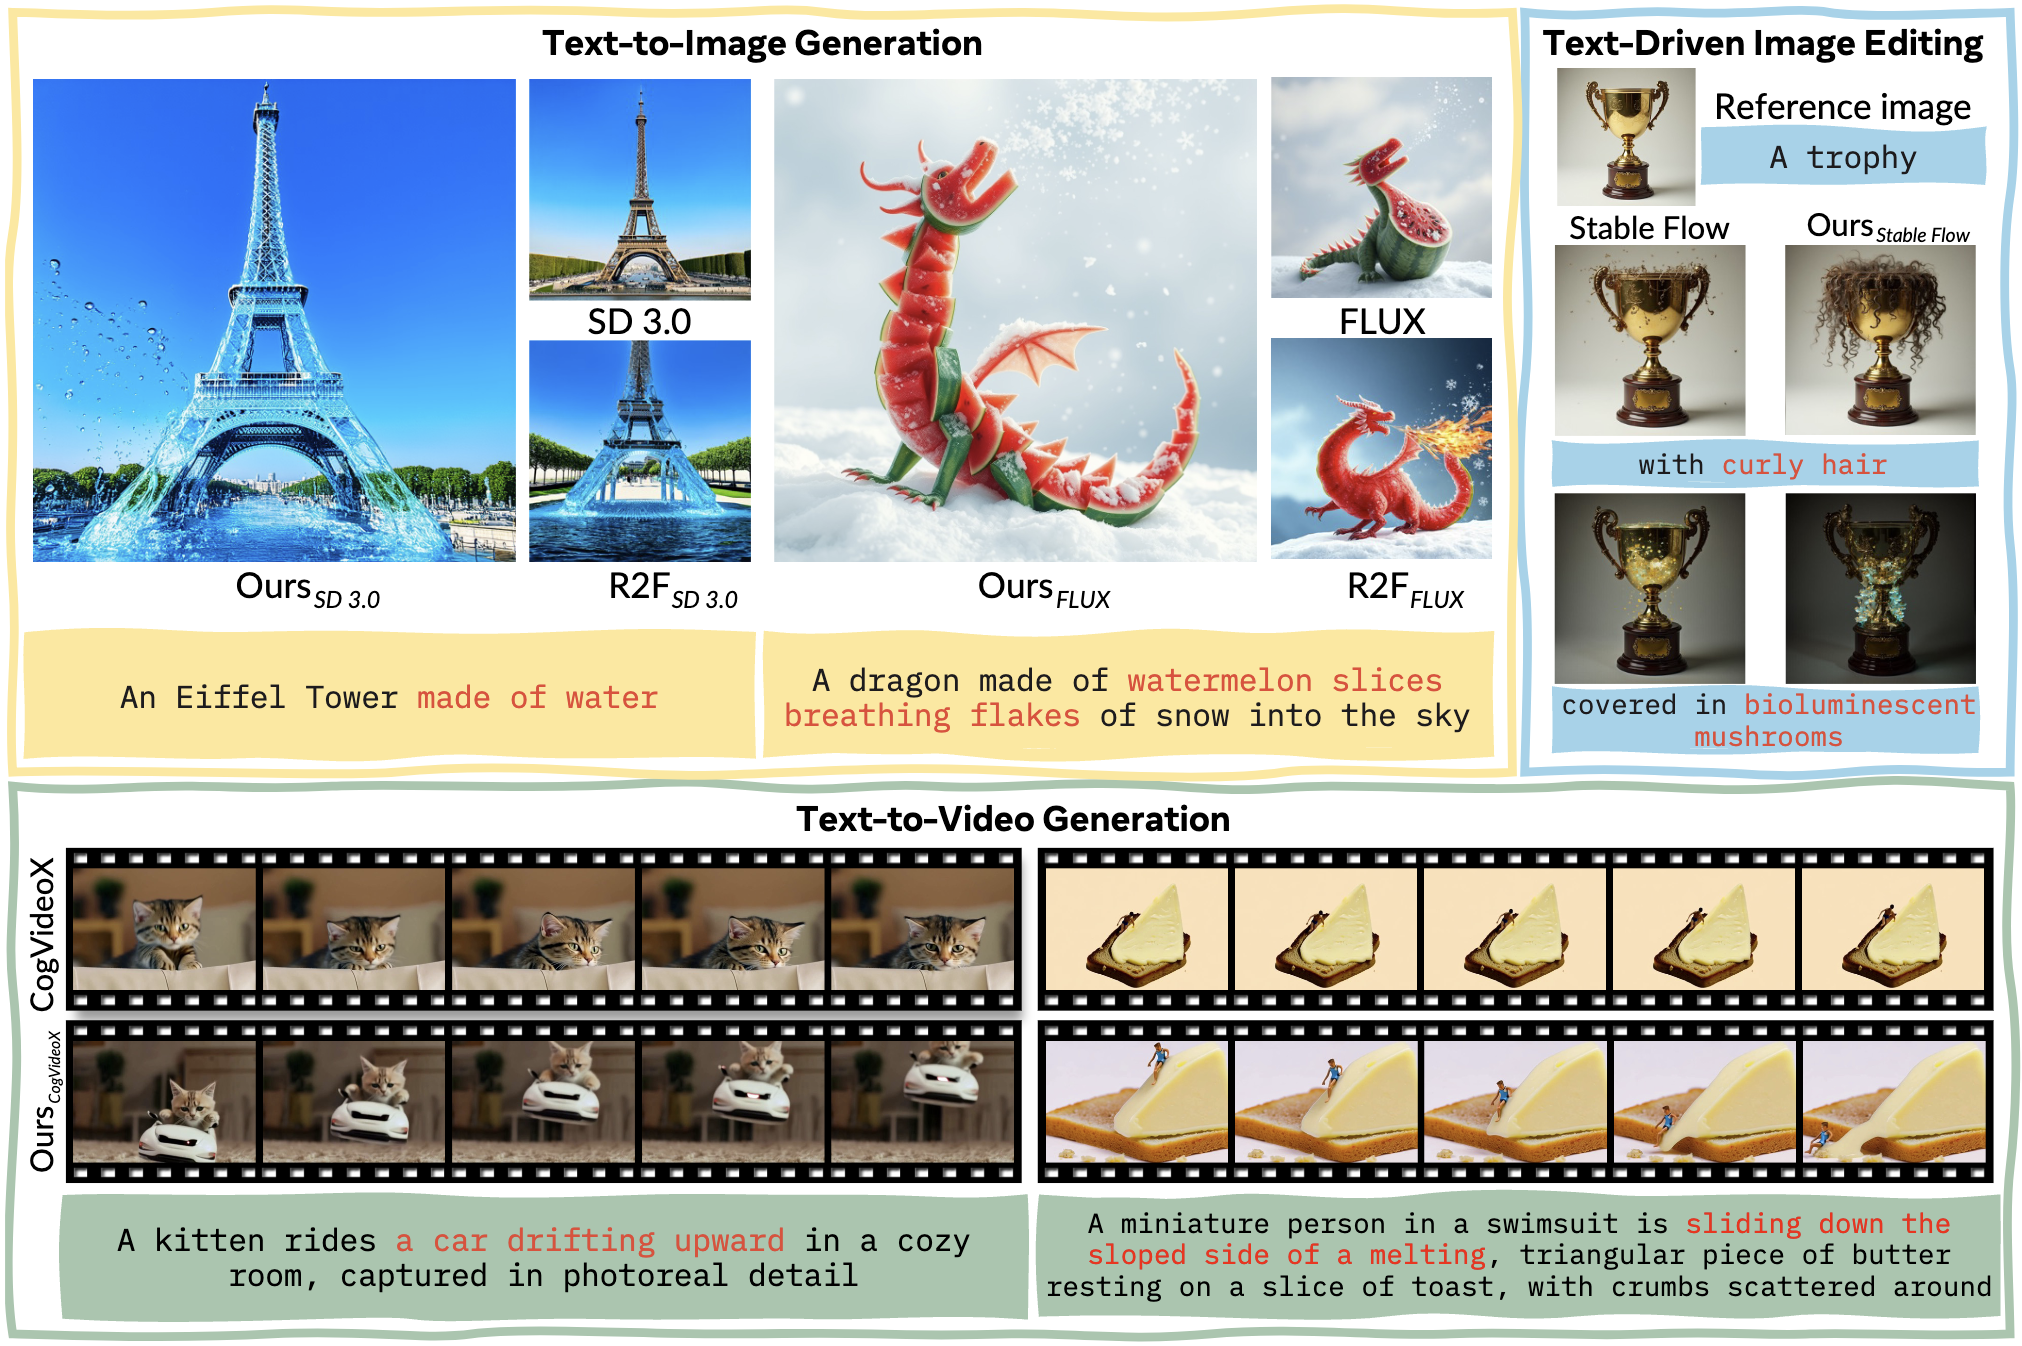 Text-to-Image Generation
SD 3.0
FLUX
Ours SD 3.0
R2F SD 3.0
Ours FLUX
R2F FLUX
An Eiffel Tower made of water
A dragon made of watermelon slices
breathing flakes of snow into the sky
Text-Driven Image Editing
Reference image
A trophy
Stable Flow
Ours Stable Flow
with curly hair
covered in bioluminescent
mushrooms
Text-to-Video Generation
CogVideoX
Ours CogVideoX
A kitten rides a car drifting upward in a cozy
room, captured in photoreal detail
A miniature person in a swimsuit is sliding down the
sloped side of a melting, triangular piece of butter
resting on a slice of toast, with crumbs scattered around